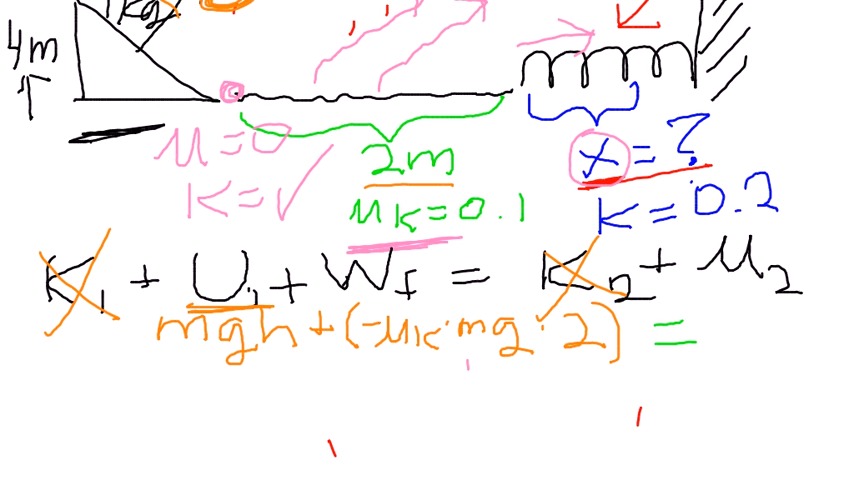 1kg
4m
μ=0
2m
x=?
K=✓
μK=0.1
K=0.2
K₁ + U₁ + Wf = K₂ + U₂
mgh + (-μK·mg·2) =